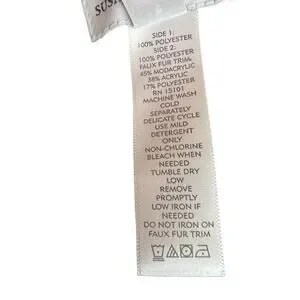 SUSA
SIDE 1:
100% POLYESTER
SIDE 2:
100% POLYESTER
FAUX FUR TRIM:
45% MODACRYLIC
38% ACRYLIC
17% POLYESTER
RN 15101
MACHINE WASH
COLD
SEPARATELY
DELICATE CYCLE
USE MILD
DETERGENT
ONLY
NON-CHLORINE
BLEACH WHEN
NEEDED
TUMBLE DRY
LOW
REMOVE
PROMPTLY
LOW IRON IF
NEEDED
DO NOT IRON ON
FAUX FUR TRIM